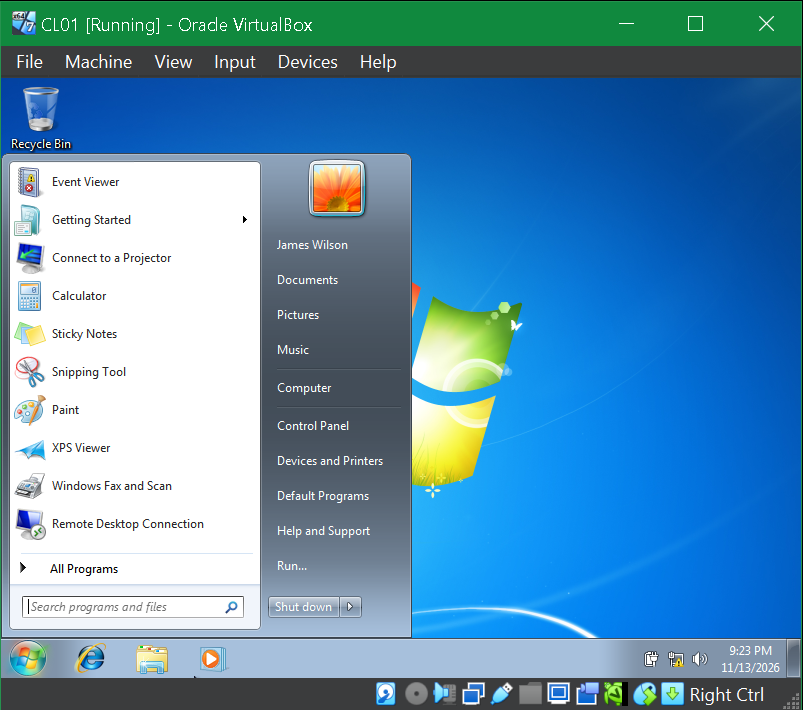 CL01 [Running] - Oracle VirtualBox
File Machine View Input Devices Help
Recycle Bin
Event Viewer
Getting Started
Connect to a Projector
Calculator
Sticky Notes
Snipping Tool
Paint
XPS Viewer
Windows Fax and Scan
Remote Desktop Connection
All Programs
Search programs and files
James Wilson
Documents
Pictures
Music
Computer
Control Panel
Devices and Printers
Default Programs
Help and Support
Run...
Shut down
9:23 PM
11/13/2026
Right Ctrl